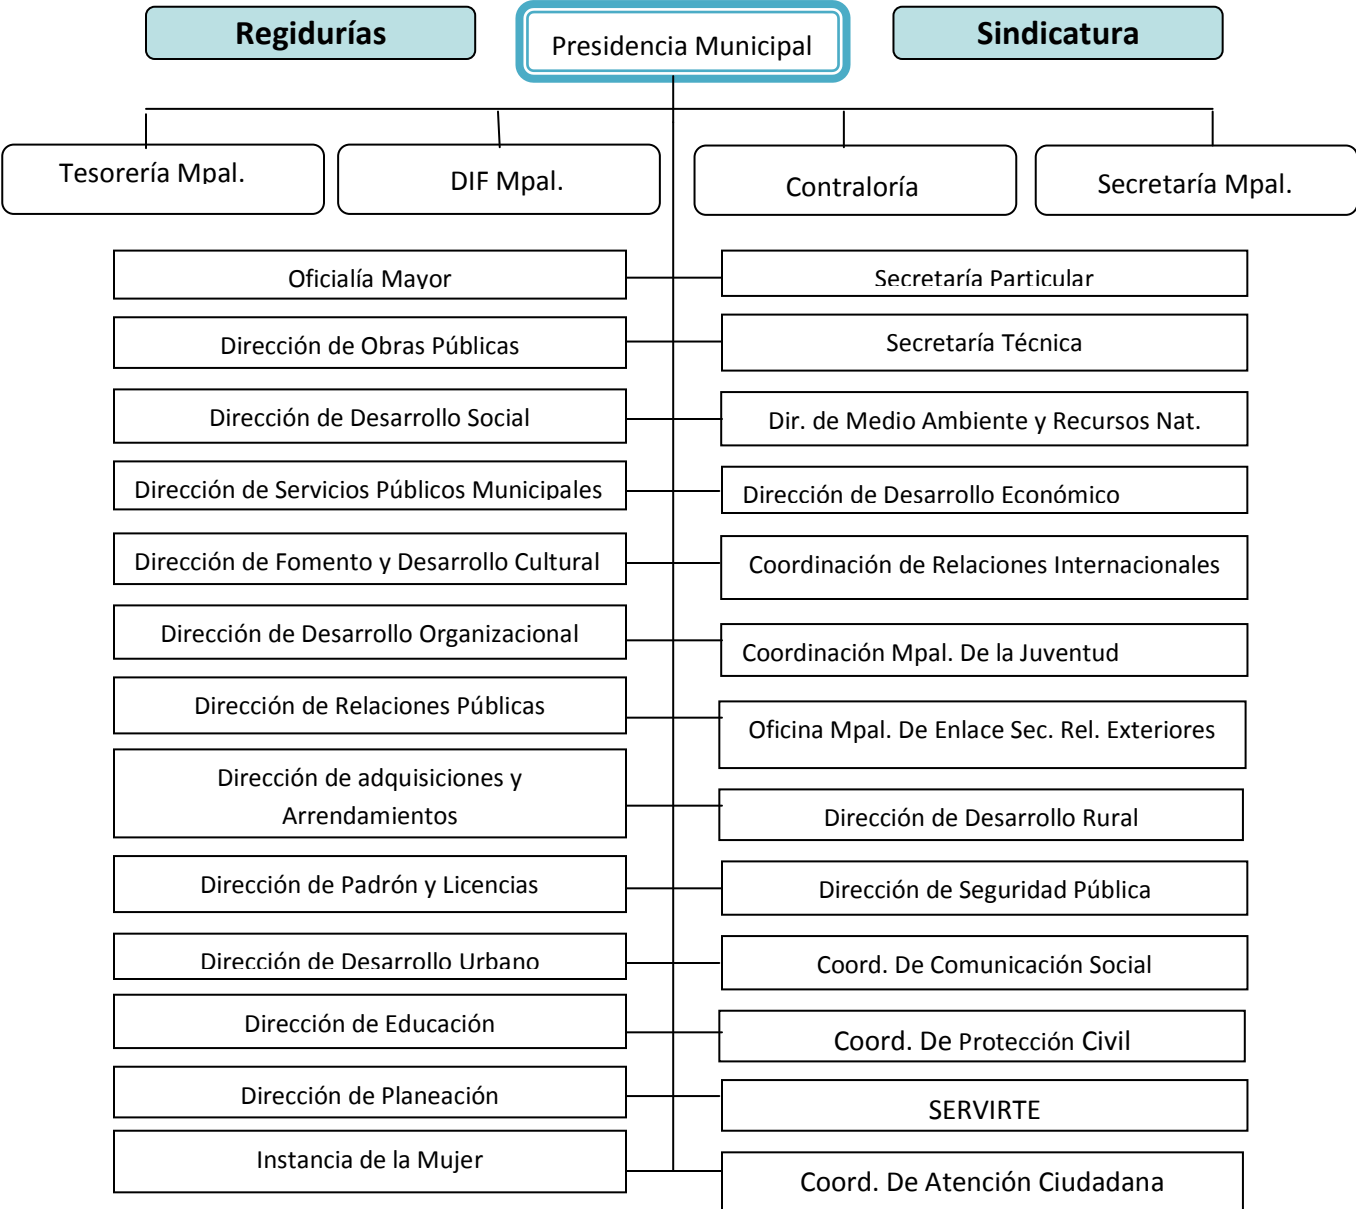 Regidurías
Presidencia Municipal
Sindicatura
Tesorería Mpal.
DIF Mpal.
Contraloría
Secretaría Mpal.
Oficialía Mayor
Secretaría Particular
Dirección de Obras Públicas
Secretaría Técnica
Dirección de Desarrollo Social
Dir. de Medio Ambiente y Recursos Nat.
Dirección de Servicios Públicos Municipales
Dirección de Desarrollo Económico
Dirección de Fomento y Desarrollo Cultural
Coordinación de Relaciones Internacionales
Dirección de Desarrollo Organizacional
Coordinación Mpal. De la Juventud
Dirección de Relaciones Públicas
Oficina Mpal. De Enlace Sec. Rel. Exteriores
Dirección de adquisiciones y
Arrendamientos
Dirección de Desarrollo Rural
Dirección de Padrón y Licencias
Dirección de Seguridad Pública
Dirección de Desarrollo Urbano
Coord. De Comunicación Social
Dirección de Educación
Coord. De Protección Civil
Dirección de Planeación
SERVIRTE
Instancia de la Mujer
Coord. De Atención Ciudadana